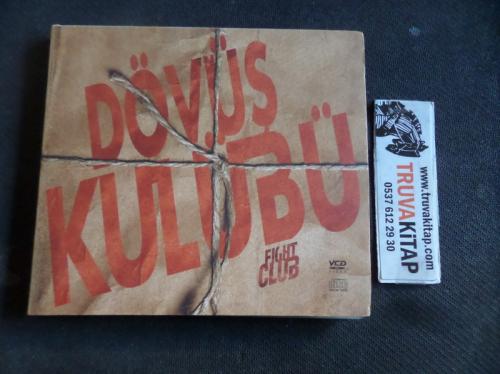 DÖVÜŞ
KULÜBÜ
FIGHT
CLUB
VCD
www.truvakitap.com
TRUVAKiTAP
0537 612 29 30